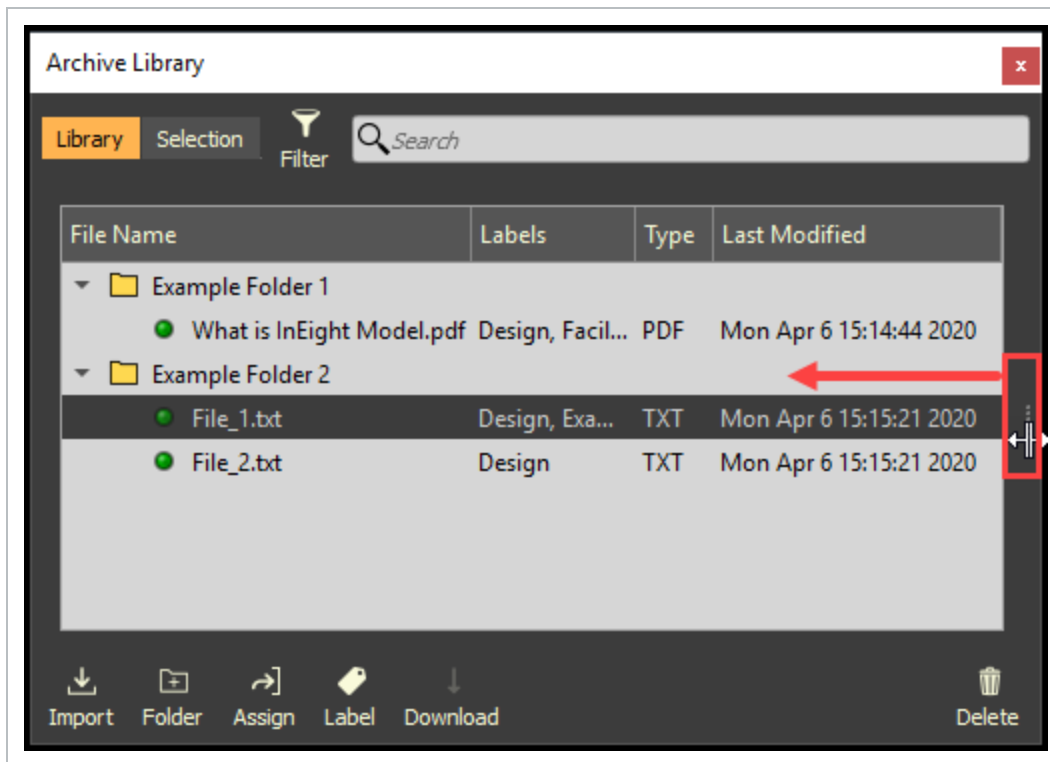 Archive Library
x
Library Selection Filter Search
File Name Labels Type Last Modified
Example Folder 1
What is InEight Model.pdf Design, Facil... PDF Mon Apr 6 15:14:44 2020
Example Folder 2
File_1.txt Design, Exa... TXT Mon Apr 6 15:15:21 2020
File_2.txt Design TXT Mon Apr 6 15:15:21 2020
Import Folder Assign Label Download Delete